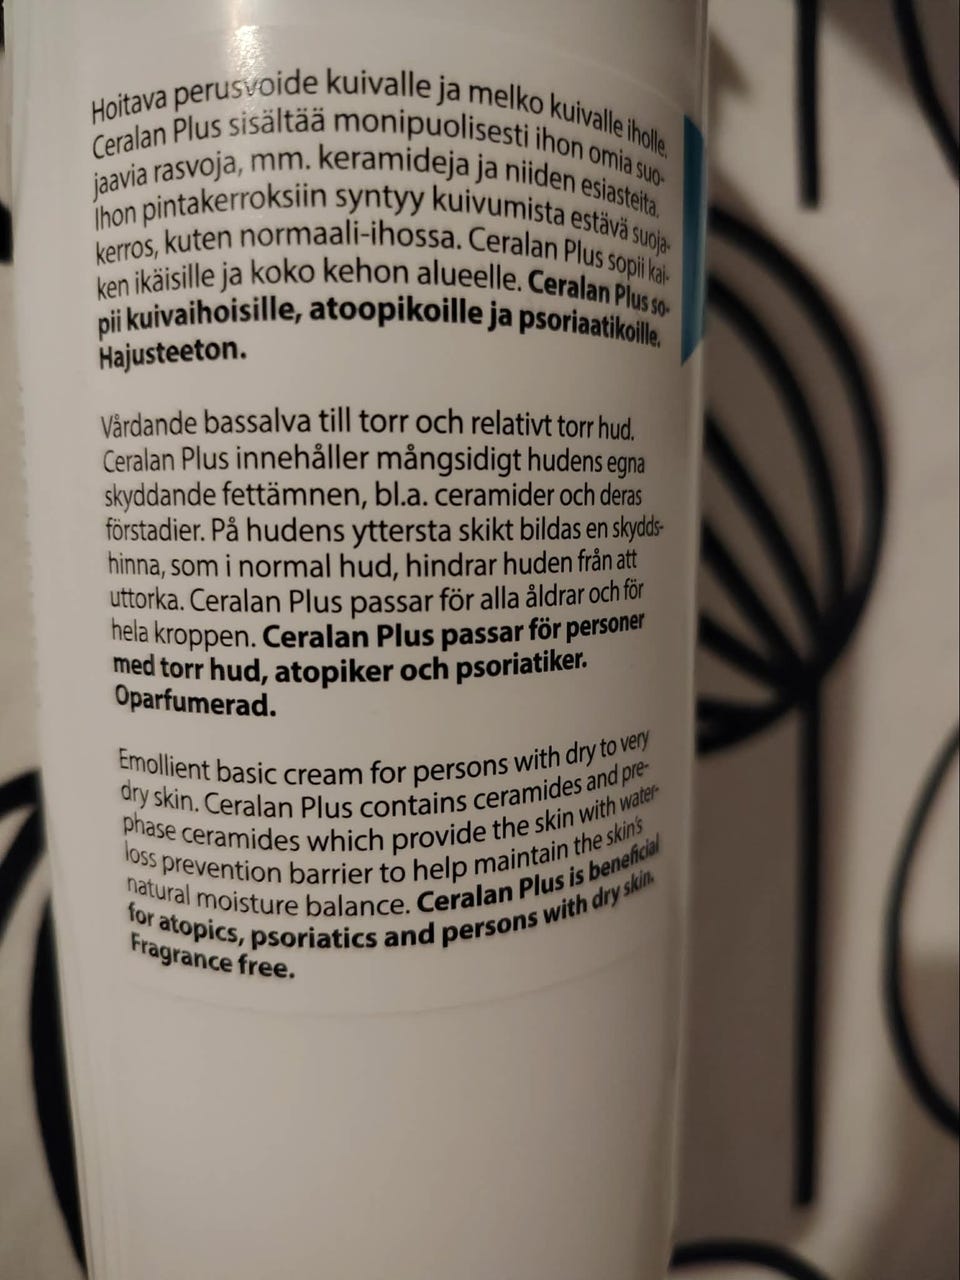 Hoitava perusvoide kuivalle ja melko kuivalle iholle.
Ceralan Plus sisältää monipuolisesti ihon omia suo-
jaavia rasvoja, mm. keramideja ja niiden esiasteita.
Ihon pintakerroksiin syntyy kuivumista estävä suoja-
kerros, kuten normaali-ihossa. Ceralan Plus sopii kai-
ken ikäisille ja koko kehon alueelle. Ceralan Plus so-
pii kuivaihoisille, atoopikoille ja psoriaatikoille.
Hajusteeton.
Vårdande bassalva till torr och relativt torr hud.
Ceralan Plus innehåller mångsidigt hudens egna
skyddande fettämnen, bl.a. ceramider och deras
förstadier. På hudens yttersta skikt bildas en skydds-
hinna, som i normal hud, hindrar huden från att
uttorka. Ceralan Plus passar för alla åldrar och för
hela kroppen. Ceralan Plus passar för personer
med torr hud, atopiker och psoriatiker.
Oparfumerad.
Emollient basic cream for persons with dry to very
dry skin. Ceralan Plus contains ceramides and pre-
phase ceramides which provide the skin with water-
loss prevention barrier to help maintain the skin's
natural moisture balance. Ceralan Plus is beneficial
for atopics, psoriatics and persons with dry skin.
Fragrance free.